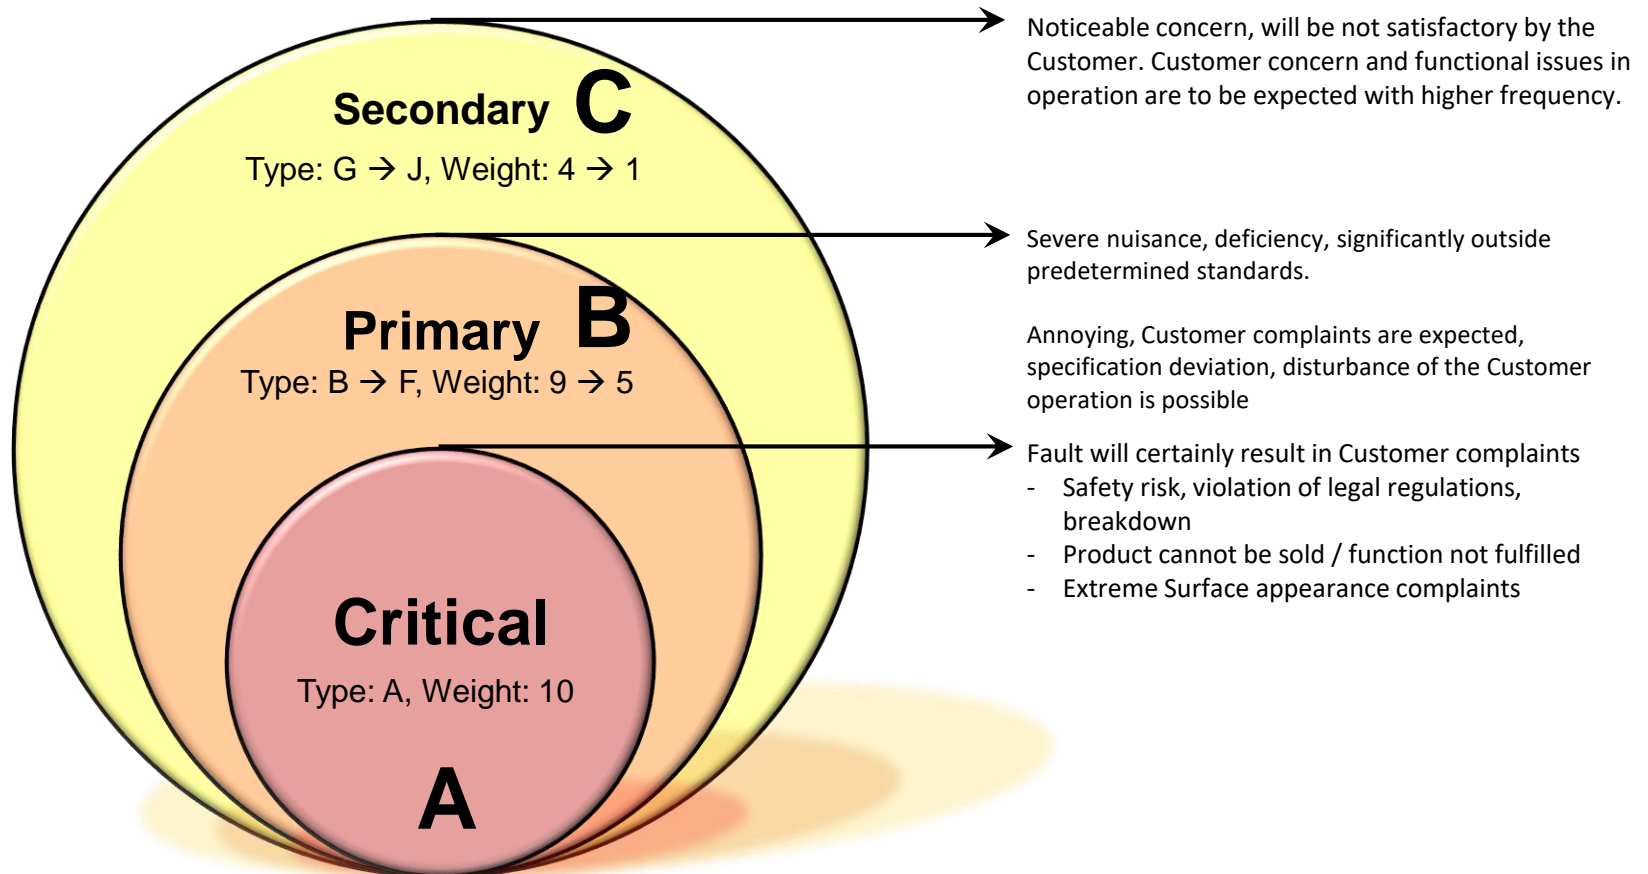 Secondary C
Type: G → J, Weight: 4 → 1
Noticeable concern, will be not satisfactory by the
Customer. Customer concern and functional issues in
operation are to be expected with higher frequency.
Primary B
Type: B → F, Weight: 9 → 5
Severe nuisance, deficiency, significantly outside
predetermined standards.
Annoying, Customer complaints are expected,
specification deviation, disturbance of the Customer
operation is possible
Critical
Type: A, Weight: 10
A
Fault will certainly result in Customer complaints
- Safety risk, violation of legal regulations,
breakdown
- Product cannot be sold / function not fulfilled
- Extreme Surface appearance complaints